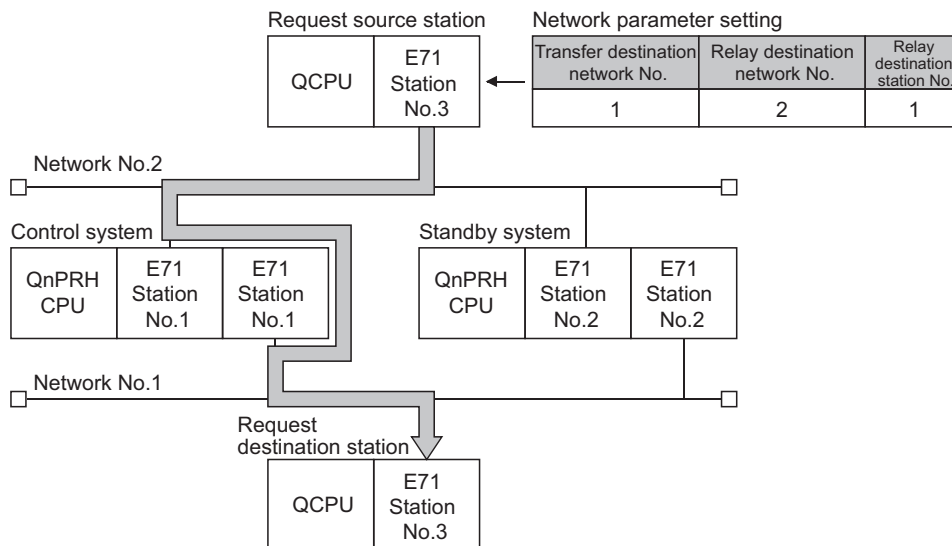 Request source station
Network parameter setting
QCPU
E71
Station
No.3
Transfer destination
network No.
Relay destination
network No.
Relay
destination
station No.
1
2
1
Network No.2
Control system
Standby system
QnPRH
CPU
E71
Station
No.1
E71
Station
No.1
QnPRH
CPU
E71
Station
No.2
E71
Station
No.2
Network No.1
Request
destination station
QCPU
E71
Station
No.3